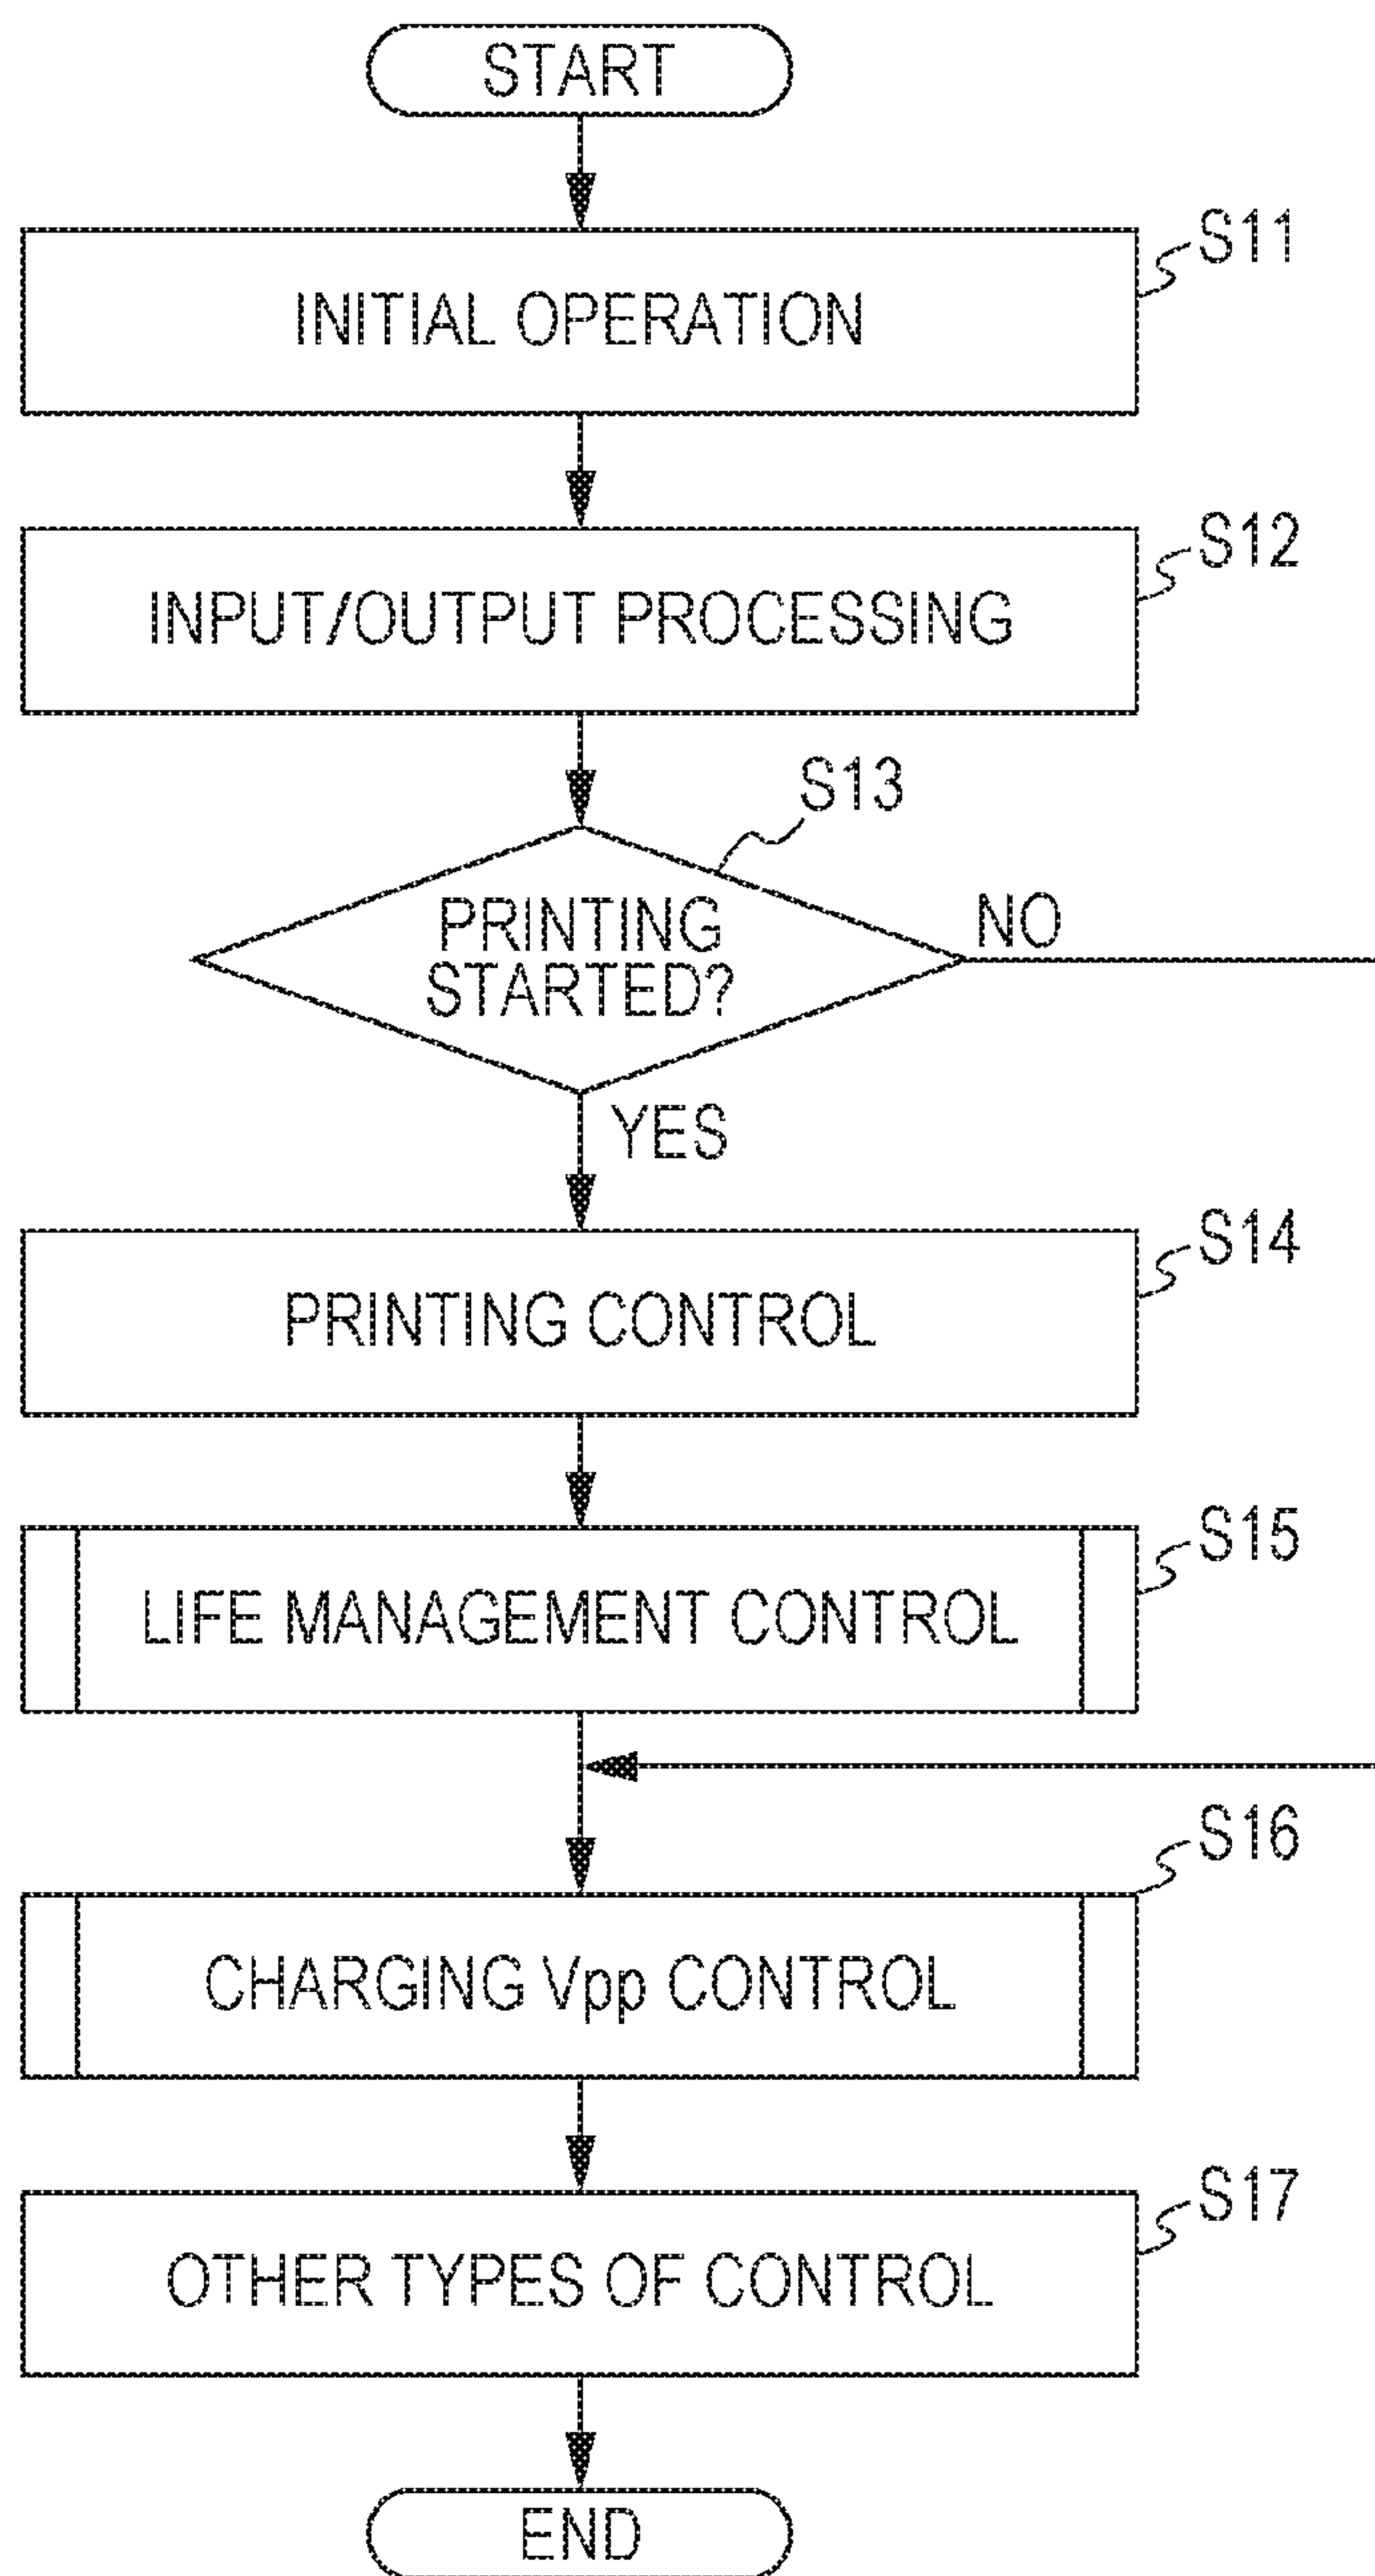 START
S11
INITIAL OPERATION
S12
INPUT/OUTPUT PROCESSING
S13
PRINTING
STARTED?
NO
YES
S14
PRINTING CONTROL
S15
LIFE MANAGEMENT CONTROL
S16
CHARGING Vpp CONTROL
S17
OTHER TYPES OF CONTROL
END